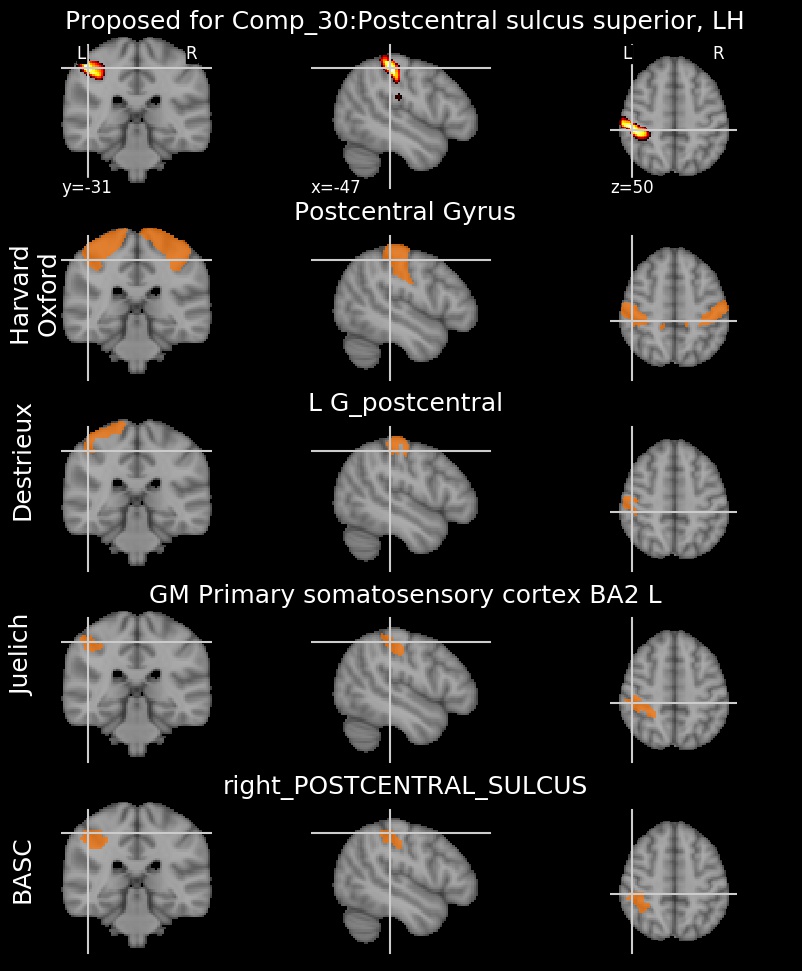 Proposed for Comp_30:Postcentral sulcus superior, LH
L R
L R
y=-31
x=-47
z=50
Postcentral Gyrus
Harvard
Oxford
L G_postcentral
Destrieux
GM Primary somatosensory cortex BA2 L
Juelich
right_POSTCENTRAL_SULCUS
BASC